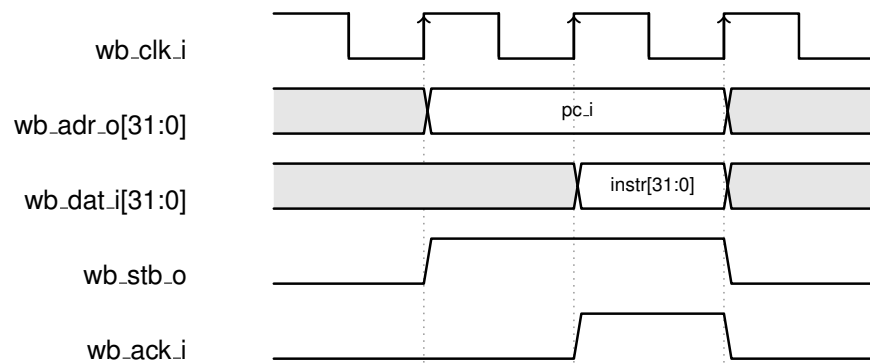 wb_clk_i
wb_adr_o[31:0]
pc_i
wb_dat_i[31:0]
instr[31:0]
wb_stb_o
wb_ack_i